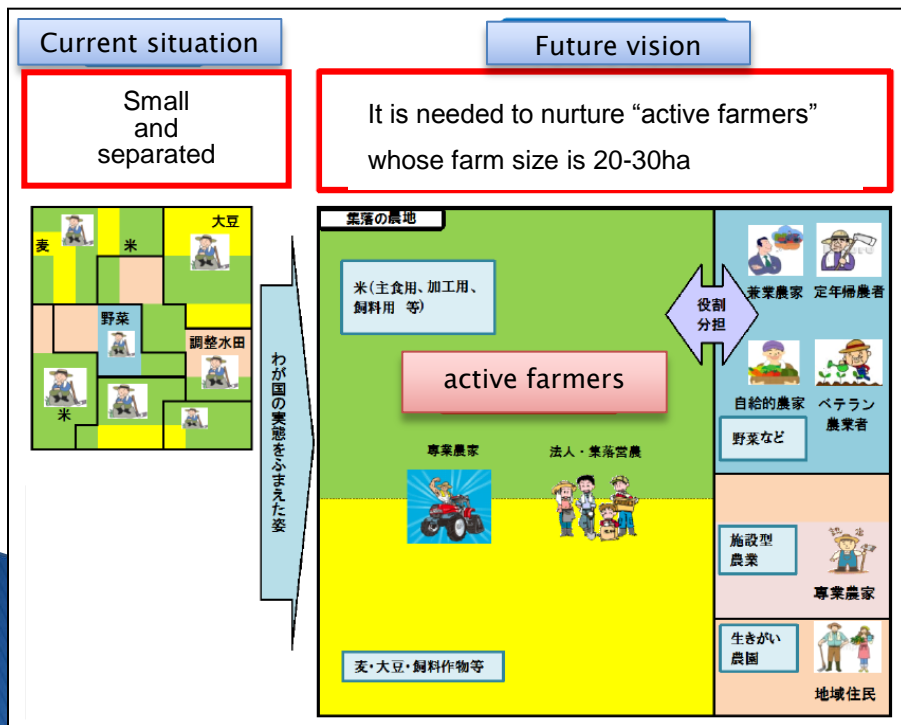 Current situation
Future vision
Small
and
separated
It is needed to nurture “active farmers”
whose farm size is 20-30ha
麦
米
大豆
野菜
調整水田
米
わが国の実態をふまえた姿
集落の農地
米(主食用、加工用、
飼料用 等)
active farmers
専業農家
法人・集落営農
麦・大豆・飼料作物等
役割
分担
兼業農家
定年帰農者
自給的農家
ベテラン
農業者
野菜など
施設型
農業
専業農家
生きがい
農園
地域住民